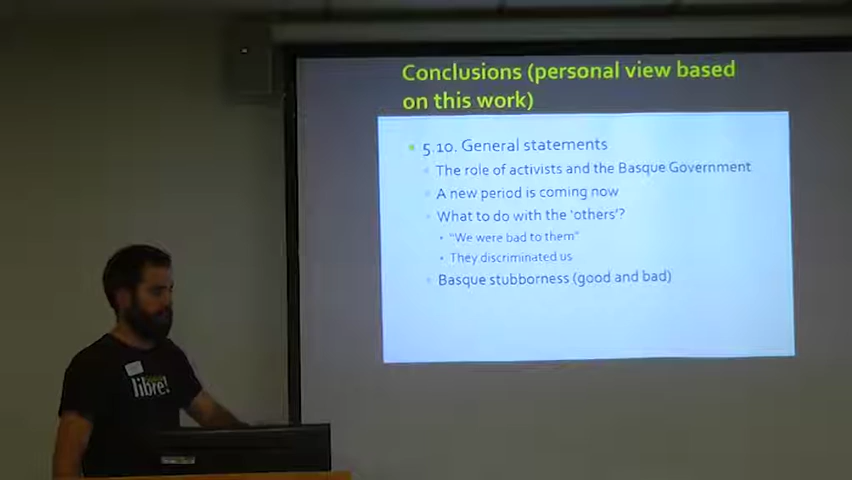 Conclusions (personal view based
on this work)
5.10. General statements
The role of activists and the Basque Government
A new period is coming now
What to do with the ‘others’?
“We were bad to them”
They discriminated us
Basque stubborness (good and bad)
libre!